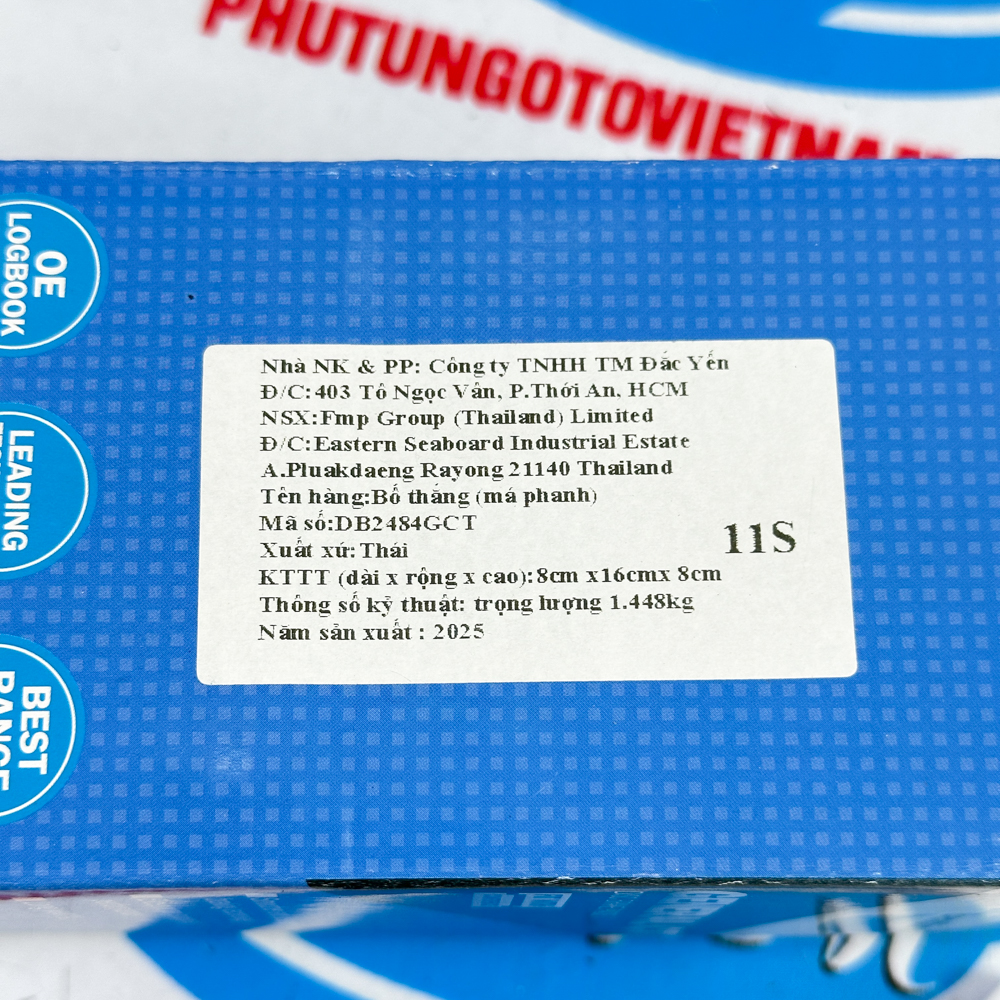 PHUTUNGOTOVIETNAM
OE
LOGBOOK
LEADING
BEST
RANGE
Nhà NK & PP: Công ty TNHH TM Đắc Yến
Đ/C:403 Tô Ngọc Vân, P.Thới An, HCM
NSX:Fmp Group (Thailand) Limited
Đ/C:Eastern Seaboard Industrial Estate
A.Pluakdaeng Rayong 21140 Thailand
Tên hàng:Bố thắng (má phanh)
Mã số:DB2484GCT
Xuất xứ:Thái
KTTT (dài x rộng x cao):8cm x16cmx 8cm
Thông số kỹ thuật: trọng lượng 1.448kg
Năm sản xuất : 2025
11S